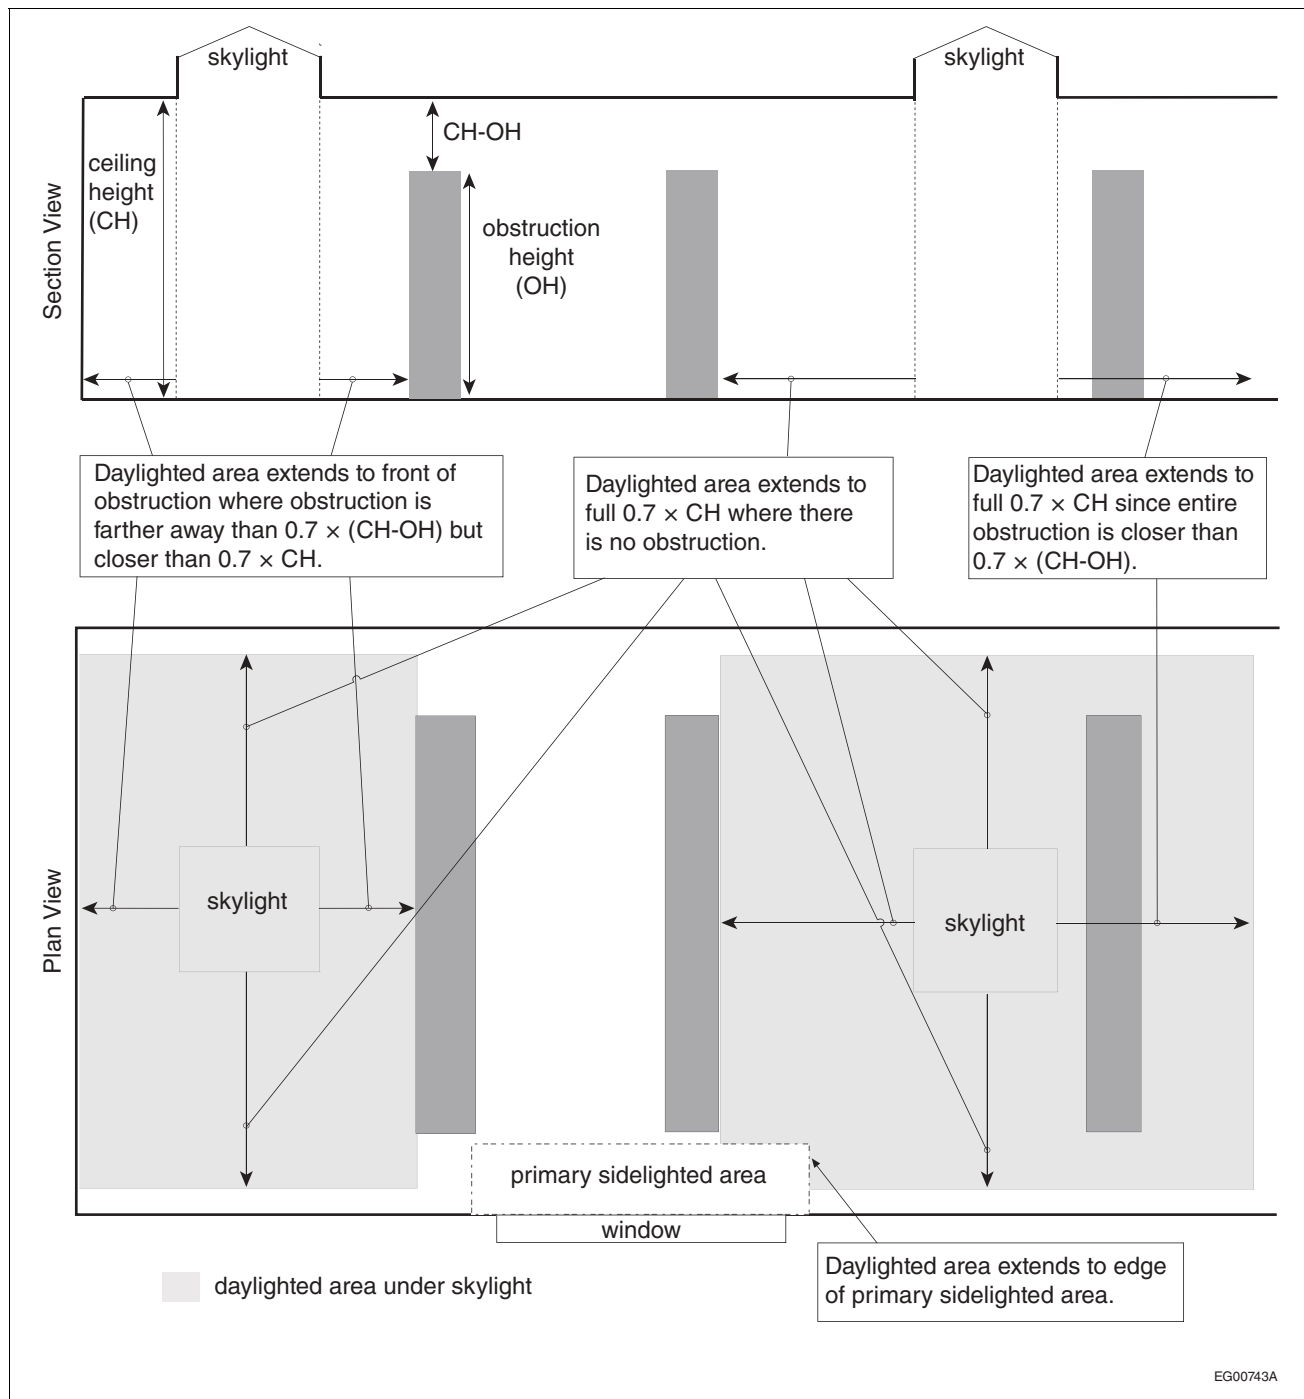 skylight
skylight
CH-OH
ceiling
height
(CH)
Section View
obstruction
height
(OH)
Daylighted area extends to front of
obstruction where obstruction is
farther away than 0.7 × (CH-OH) but
closer than 0.7 × CH.
Daylighted area extends to
full 0.7 × CH where there
is no obstruction.
Daylighted area extends to
full 0.7 × CH since entire
obstruction is closer than
0.7 × (CH-OH).
Plan View
skylight
skylight
primary sidelighted area
window
Daylighted area extends to edge
of primary sidelighted area.
daylighted area under skylight
EG00743A